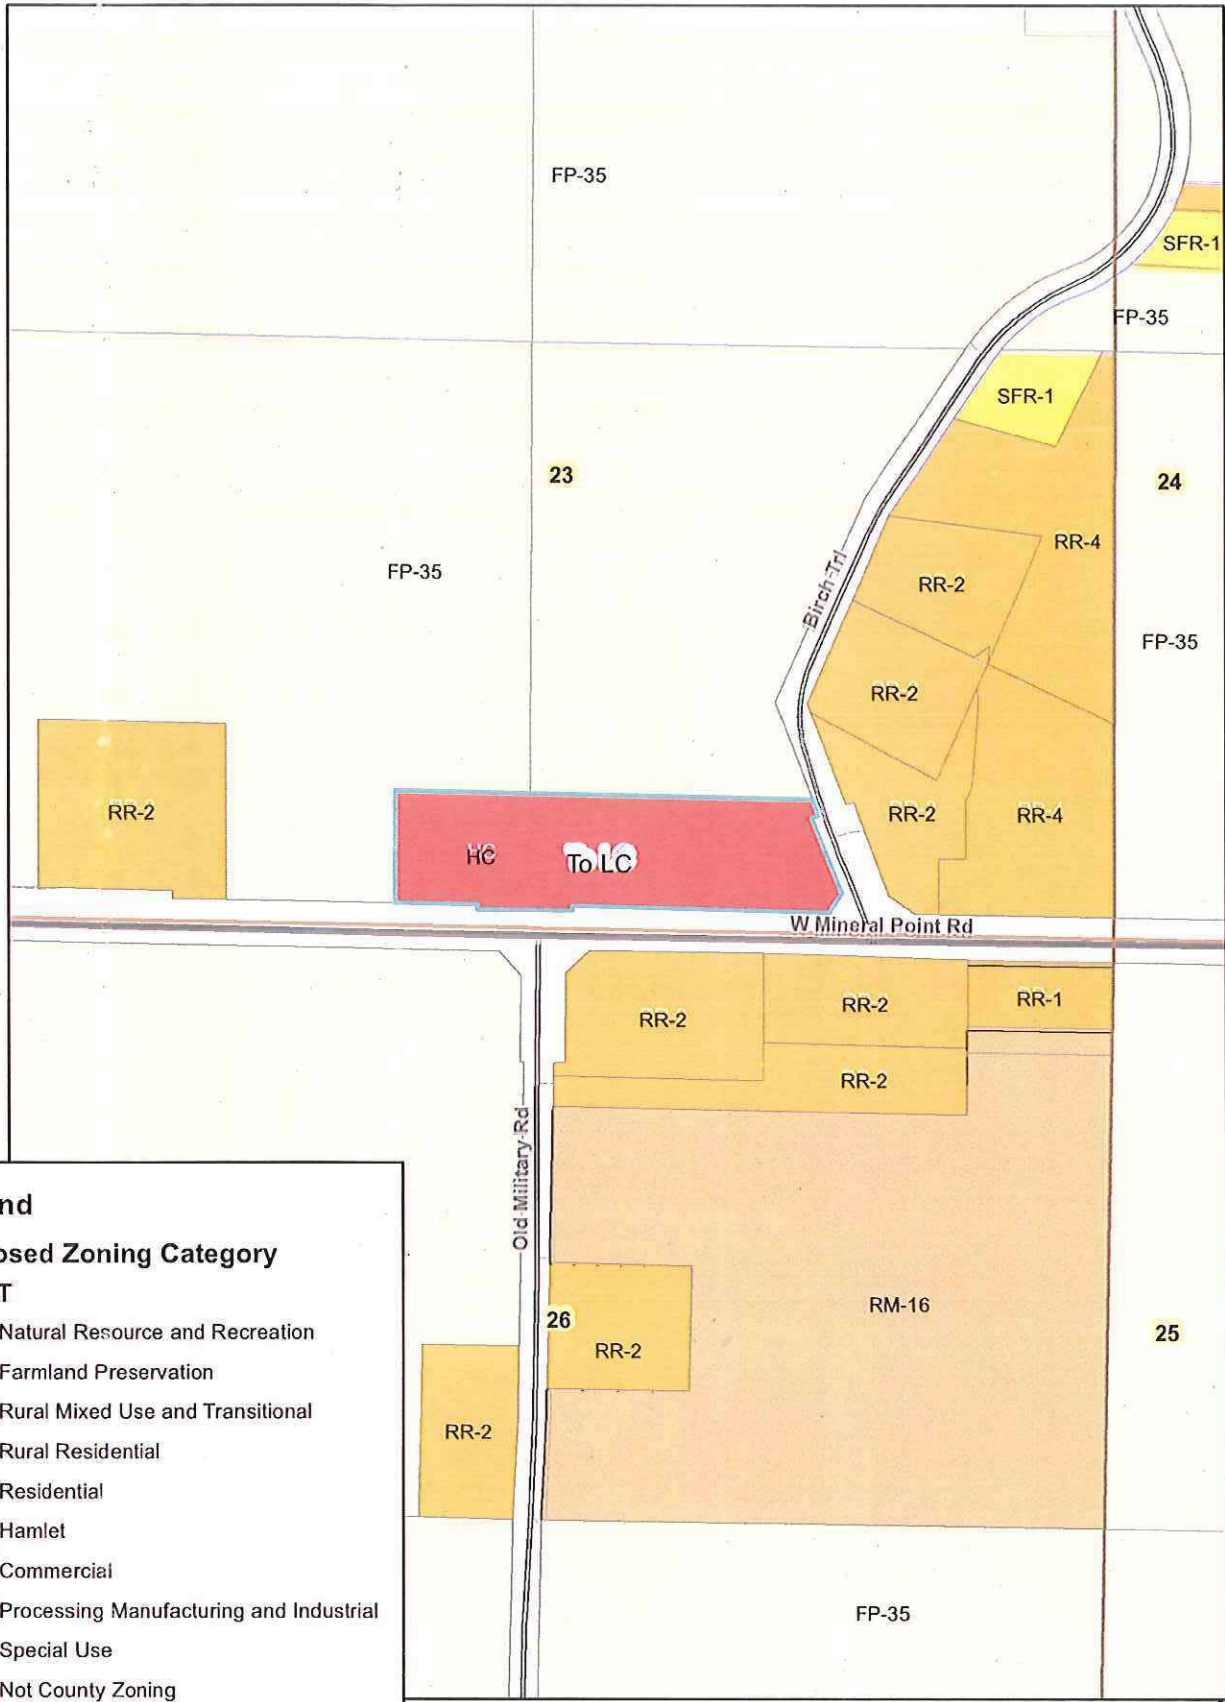 FP-35
SFR-1
FP-35
SFR-1
23
24
RR-4
FP-35
RR-2
Birch Trl
FP-35
RR-2
RR-2
RR-2
RR-4
HC
To LC
W Mineral Point Rd
RR-2
RR-2
RR-1
RR-2
Old Military Rd
26
RR-2
RM-16
25
RR-2
FP-35
nd
osed Zoning Category
T
Natural Resource and Recreation
Farmland Preservation
Rural Mixed Use and Transitional
Rural Residential
Residential
Hamlet
Commercial
Processing Manufacturing and Industrial
Special Use
Not County Zoning